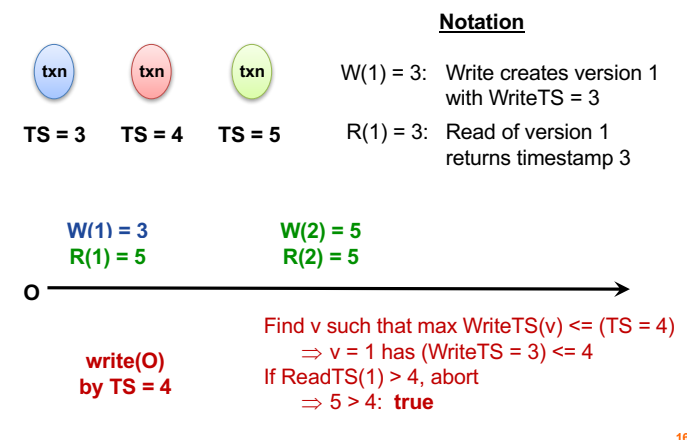 Notation
txn txn txn
W(1) = 3: Write creates version 1
with WriteTS = 3
TS = 3 TS = 4 TS = 5
R(1) = 3: Read of version 1
returns timestamp 3
W(1) = 3 W(2) = 5
R(1) = 5 R(2) = 5
O
Find v such that max WriteTS(v) <= (TS = 4)
⇒ v = 1 has (WriteTS = 3) <= 4
write(O)
by TS = 4
If ReadTS(1) > 4, abort
⇒ 5 > 4: true
16